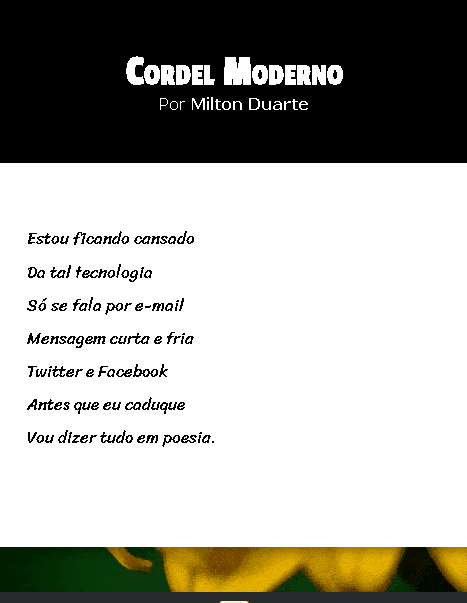 Cordel Moderno
Por Milton Duarte
Estou ficando cansado
Da tal tecnologia
Só se fala por e-mail
Mensagem curta e fria
Twitter e Facebook
Antes que eu caduque
Vou dizer tudo em poesia.